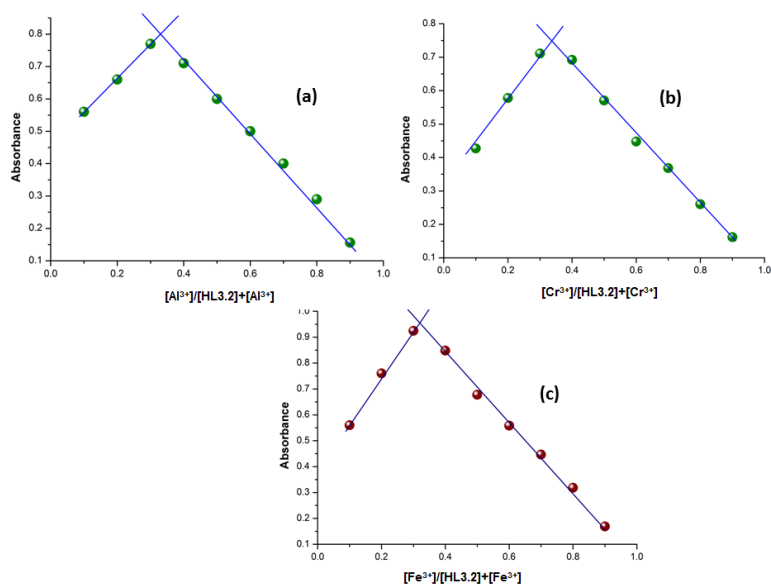 (a)
Absorbance
0.8
0.7
0.6
0.5
0.4
0.3
0.2
0.1
0.0 0.2 0.4 0.6 0.8 1.0
[Al³⁺]/[HL3.2]+[Al³⁺]
(b)
Absorbance
0.8
0.7
0.6
0.5
0.4
0.3
0.2
0.1
0.0 0.2 0.4 0.6 0.8 1.0
[Cr³⁺]/[HL3.2]+[Cr³⁺]
(c)
Absorbance
1.0
0.9
0.8
0.7
0.6
0.5
0.4
0.3
0.2
0.1
0.0 0.2 0.4 0.6 0.8 1.0
[Fe³⁺]/[HL3.2]+[Fe³⁺]